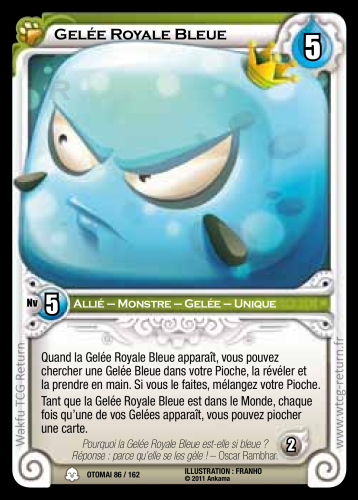 Gelée Royale Bleue
5
Nv 5 Allié – Monstre – Gelée – Unique
Quand la Gelée Royale Bleue apparaît, vous pouvez
chercher une Gelée Bleue dans votre Pioche, la révéler et
la prendre en main. Si vous le faites, mélangez votre Pioche.
Tant que la Gelée Royale Bleue est dans le Monde, chaque
fois qu'une de vos Gelées apparaît, vous pouvez piocher
une carte.
Pourquoi la Gelée Royale Bleue est-elle si bleue ?
Réponse : parce qu'elle se les gèle ! – Oscar Rambhar.
2
OTOMAI 86 / 162
ILLUSTRATION : FRANHO
© 2011 Ankama
Wakfu TCG Return
www.wtcg-return.fr